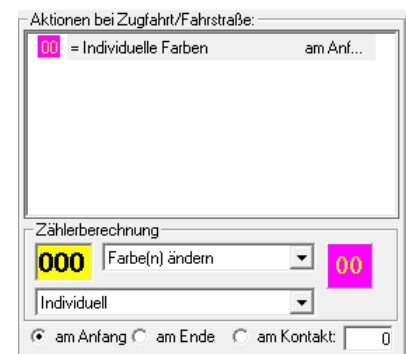 Aktionen bei Zugfahrt/Fahrstraße:
00 = Individuelle Farben am Anf...
Zählerberechnung
000 Farbe(n) ändern 00
Individuell
am Anfang am Ende am Kontakt: 0